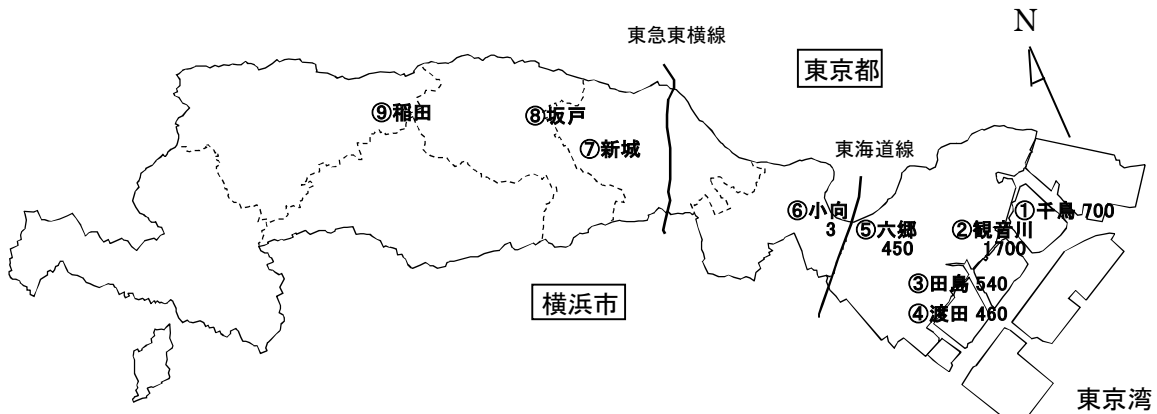 東急東横線
東京都
N
⑨稲田
⑧坂戸
⑦新城
東海道線
⑥小向
3
⑤六郷
450
②観音川
1700
①千鳥 700
③田島 540
④渡田 460
横浜市
東京湾